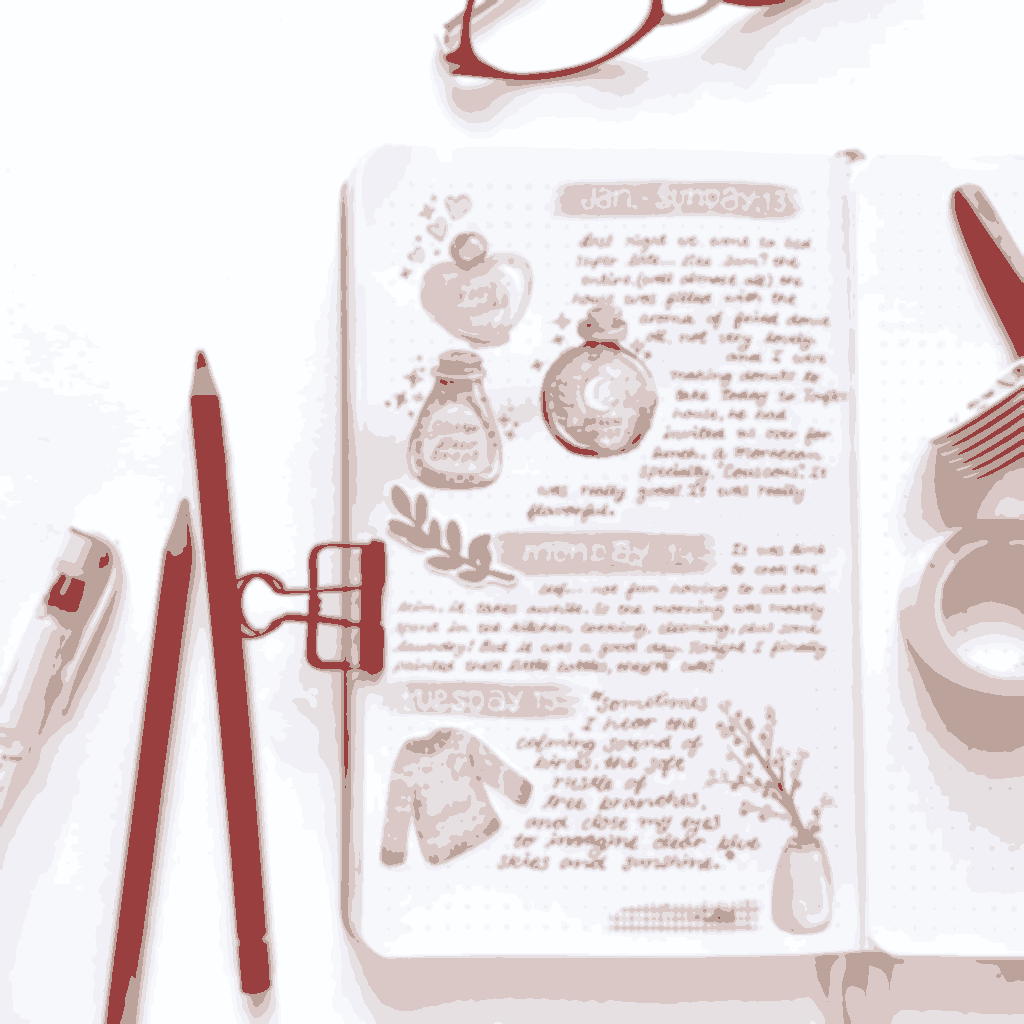 Jan. - Sunday, 13
Last night we went to bed
super late... like 2am? the
entire (well almost all) the
house was filled with the
aroma of fried
oil, not very lovely
and I were
making donuts to
take Today to
house, he had
invited us over for
lunch, a Moroccan
specialty, "Couscous". It
was really good. It was really
flavorful.
monday 14
It was time
to cook the
not fun having to cut and
it takes awhile. So the morning was mostly
spent in the kitchen cooking, cleaning, plus some
laundry! But it was a good day. Tonight I finally
painted these little bottles, they're cute!
Tuesday 15
"Sometimes
I hear the
calming sound of
birds, the soft
rustle of
tree branches,
and close my eyes
to imagine clear blue
skies and sunshine."